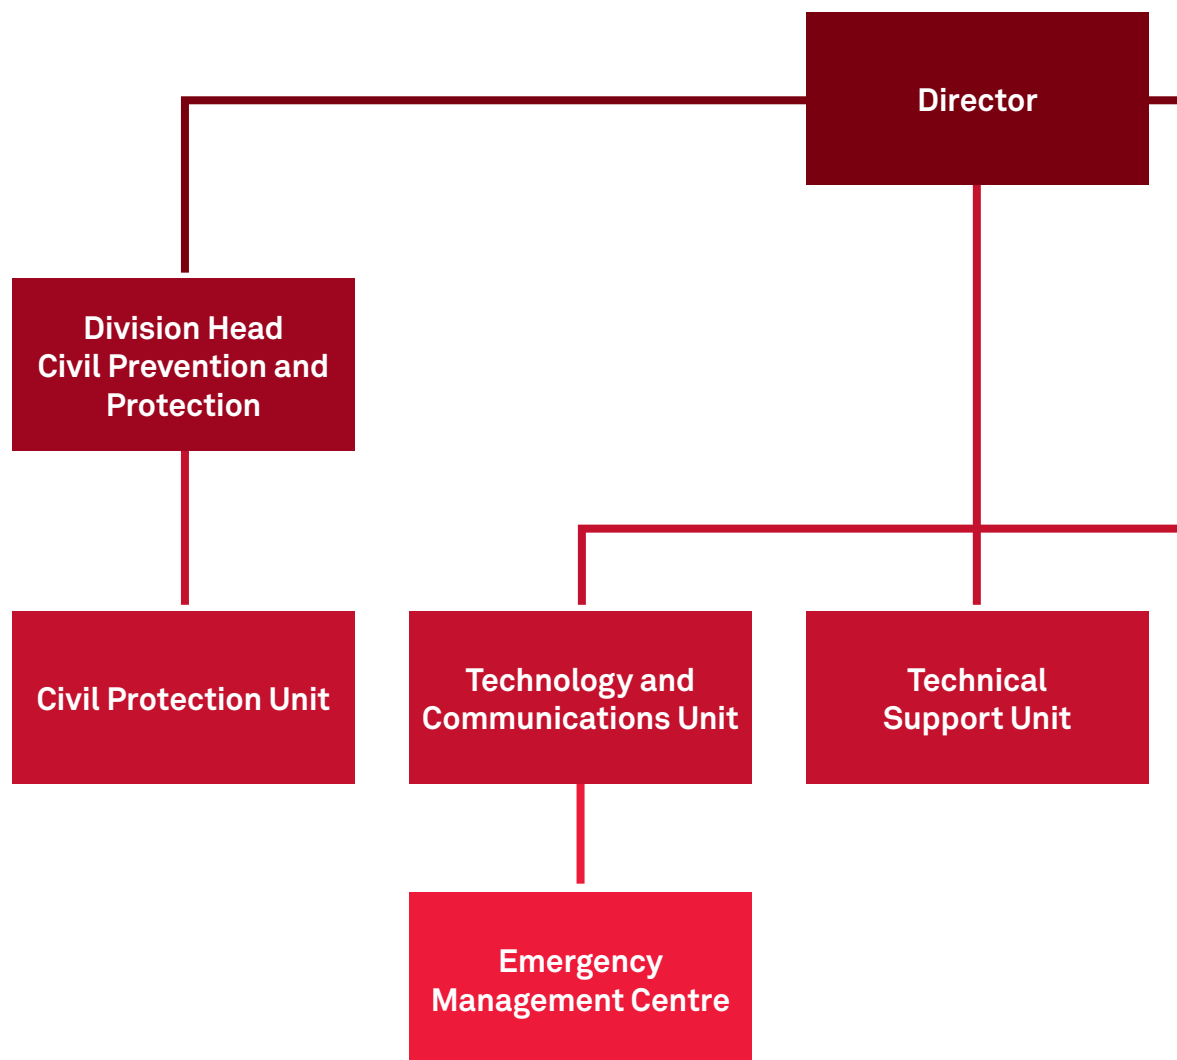 Director
Division Head
Civil Prevention and
Protection
Civil Protection Unit
Technology and
Communications Unit
Technical
Support Unit
Emergency
Management Centre